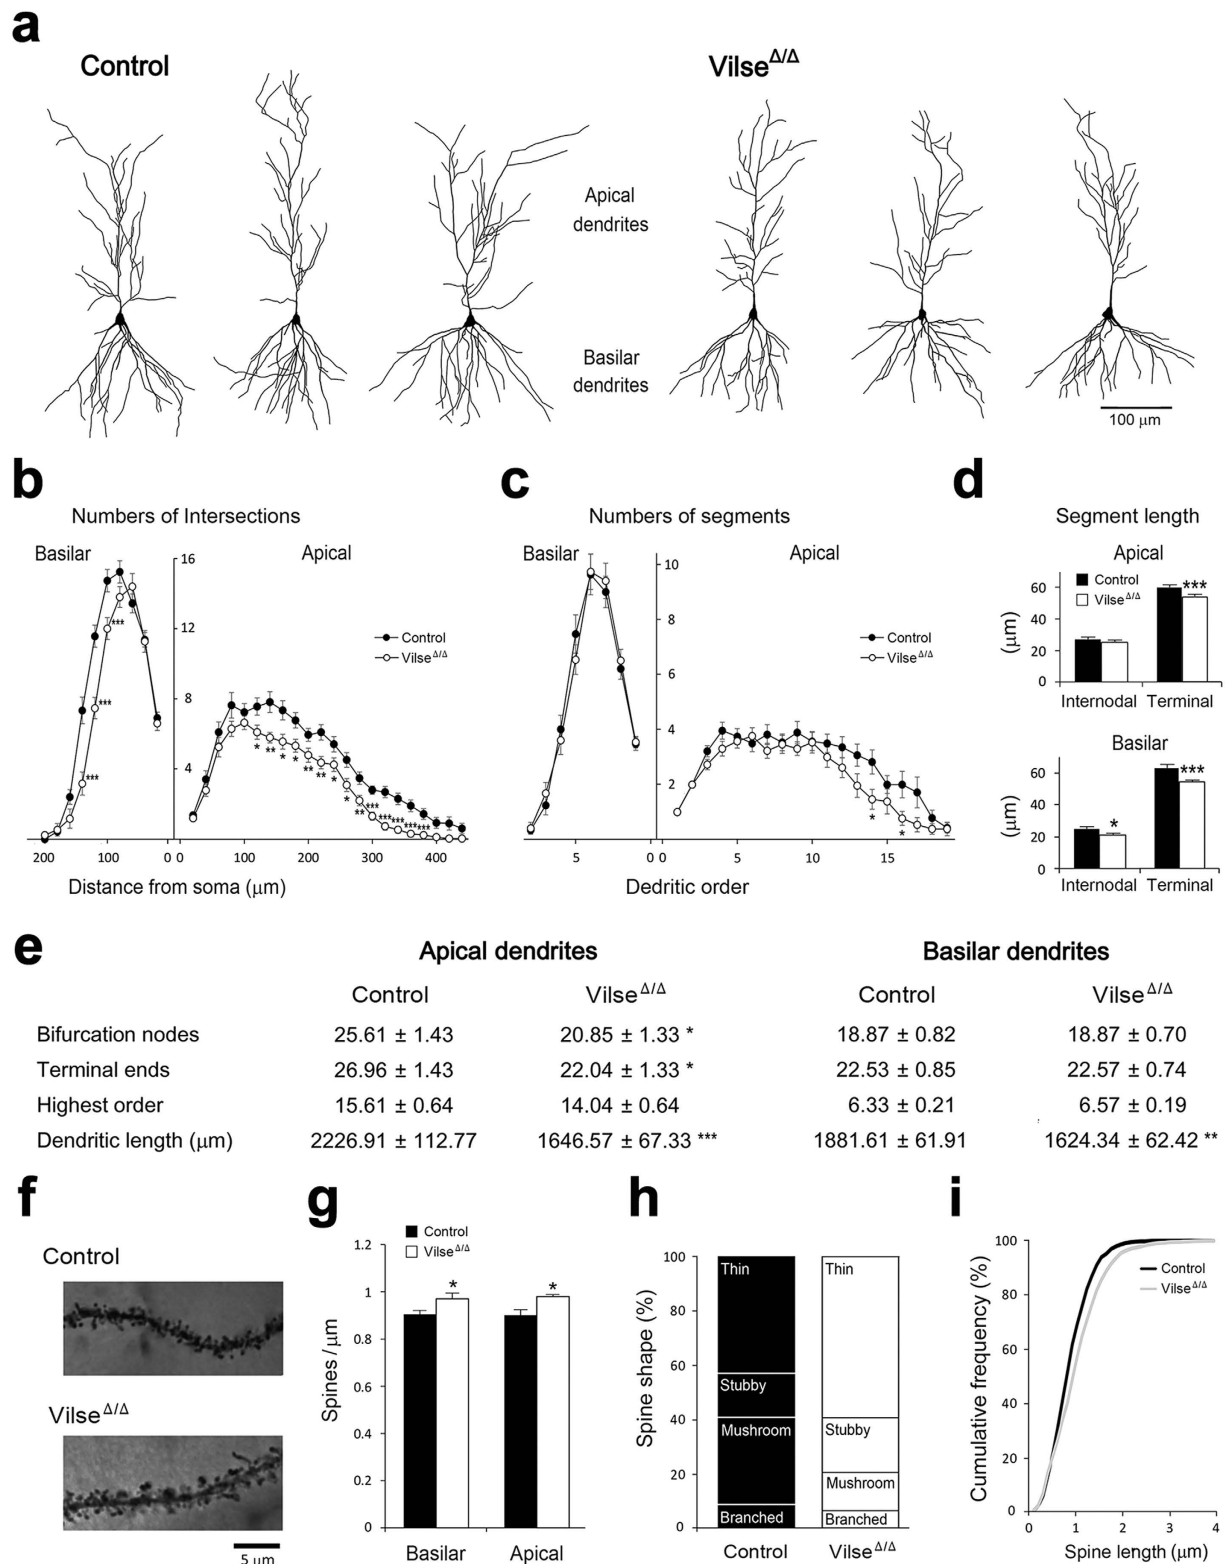 a
Control
Vilse Δ/Δ
Apical
dendrites
Basilar
dendrites
100 μm
b
Numbers of Intersections
Basilar
Apical
16
12
8
4
Control
Vilse Δ/Δ
***
***
***
* ** * * ** ** * * ** *** *** *** *** ***
200 100 0 0 100 200 300 400
Distance from soma (μm)
c
Numbers of segments
Basilar
Apical
10
8
6
4
2
Control
Vilse Δ/Δ
* *
5 0 0 5 10 15
Dedritic order
d
Segment length
Apical
Control
Vilse Δ/Δ
***
60
40
20
0
(μm)
Internodal Terminal
Basilar
* ***
60
40
20
0
(μm)
Internodal Terminal
e
Apical dendrites Basilar dendrites
Control Vilse Δ/Δ Control Vilse Δ/Δ
Bifurcation nodes 25.61 ± 1.43 20.85 ± 1.33 * 18.87 ± 0.82 18.87 ± 0.70
Terminal ends 26.96 ± 1.43 22.04 ± 1.33 * 22.53 ± 0.85 22.57 ± 0.74
Highest order 15.61 ± 0.64 14.04 ± 0.64 6.33 ± 0.21 6.57 ± 0.19
Dendritic length (μm) 2226.91 ± 112.77 1646.57 ± 67.33 *** 1881.61 ± 61.91 1624.34 ± 62.42 **
f
Control
Vilse Δ/Δ
5 μm
g
Control
Vilse Δ/Δ
1.2
1
0.8
0.6
0.4
0.2
0
Spines / μm
* *
Basilar Apical
h
100
80
60
40
20
0
Spine shape (%)
Thin
Stubby
Mushroom
Branched
Thin
Stubby
Mushroom
Branched
Control Vilse Δ/Δ
i
100
80
60
40
20
0
Cumulative frequency (%)
Control
Vilse Δ/Δ
0 1 2 3 4
Spine length (μm)